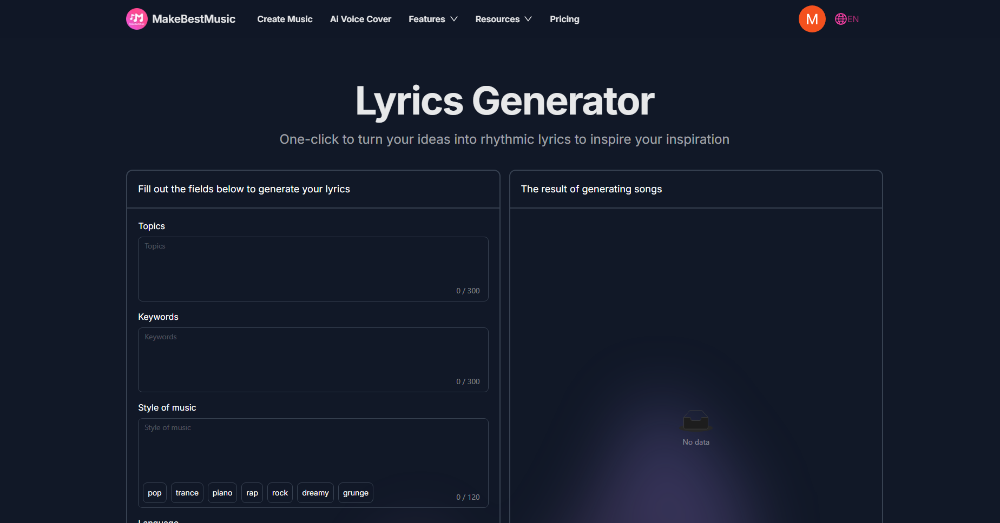 MakeBestMusic
Create Music
Ai Voice Cover
Features
Resources
Pricing
M
EN
Lyrics Generator
One-click to turn your ideas into rhythmic lyrics to inspire your inspiration
Fill out the fields below to generate your lyrics
Topics
Topics
0 / 300
Keywords
Keywords
0 / 300
Style of music
Style of music
pop trance piano rap rock dreamy grunge
0 / 120
Language
The result of generating songs
No data